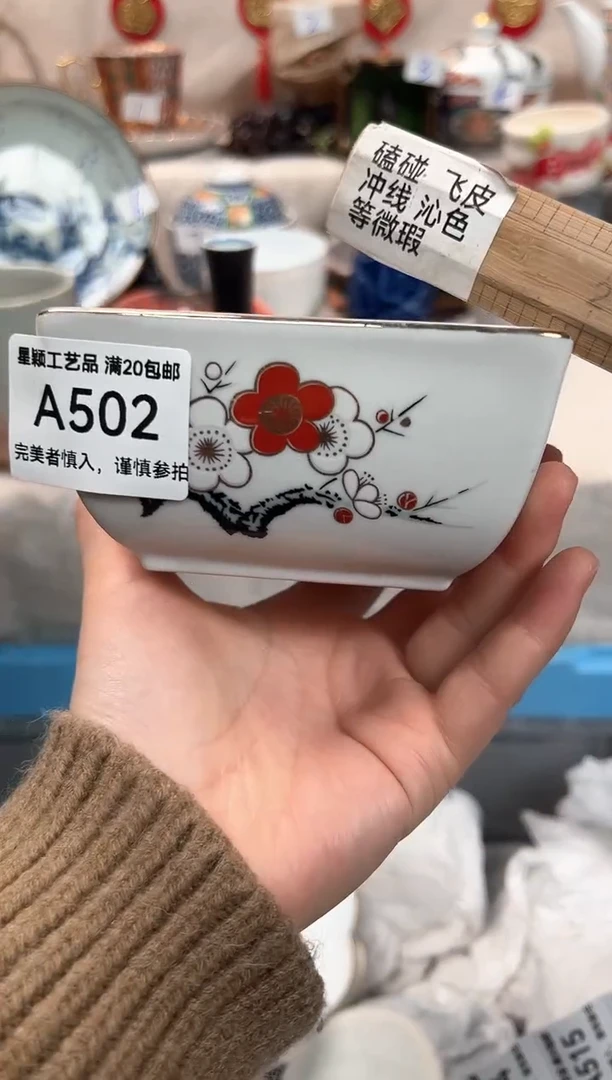 磕碰 飞皮
冲线 沁色
等微瑕
星颖工艺品 满20包邮
A502
完美者慎入，谨慎参拍
A515